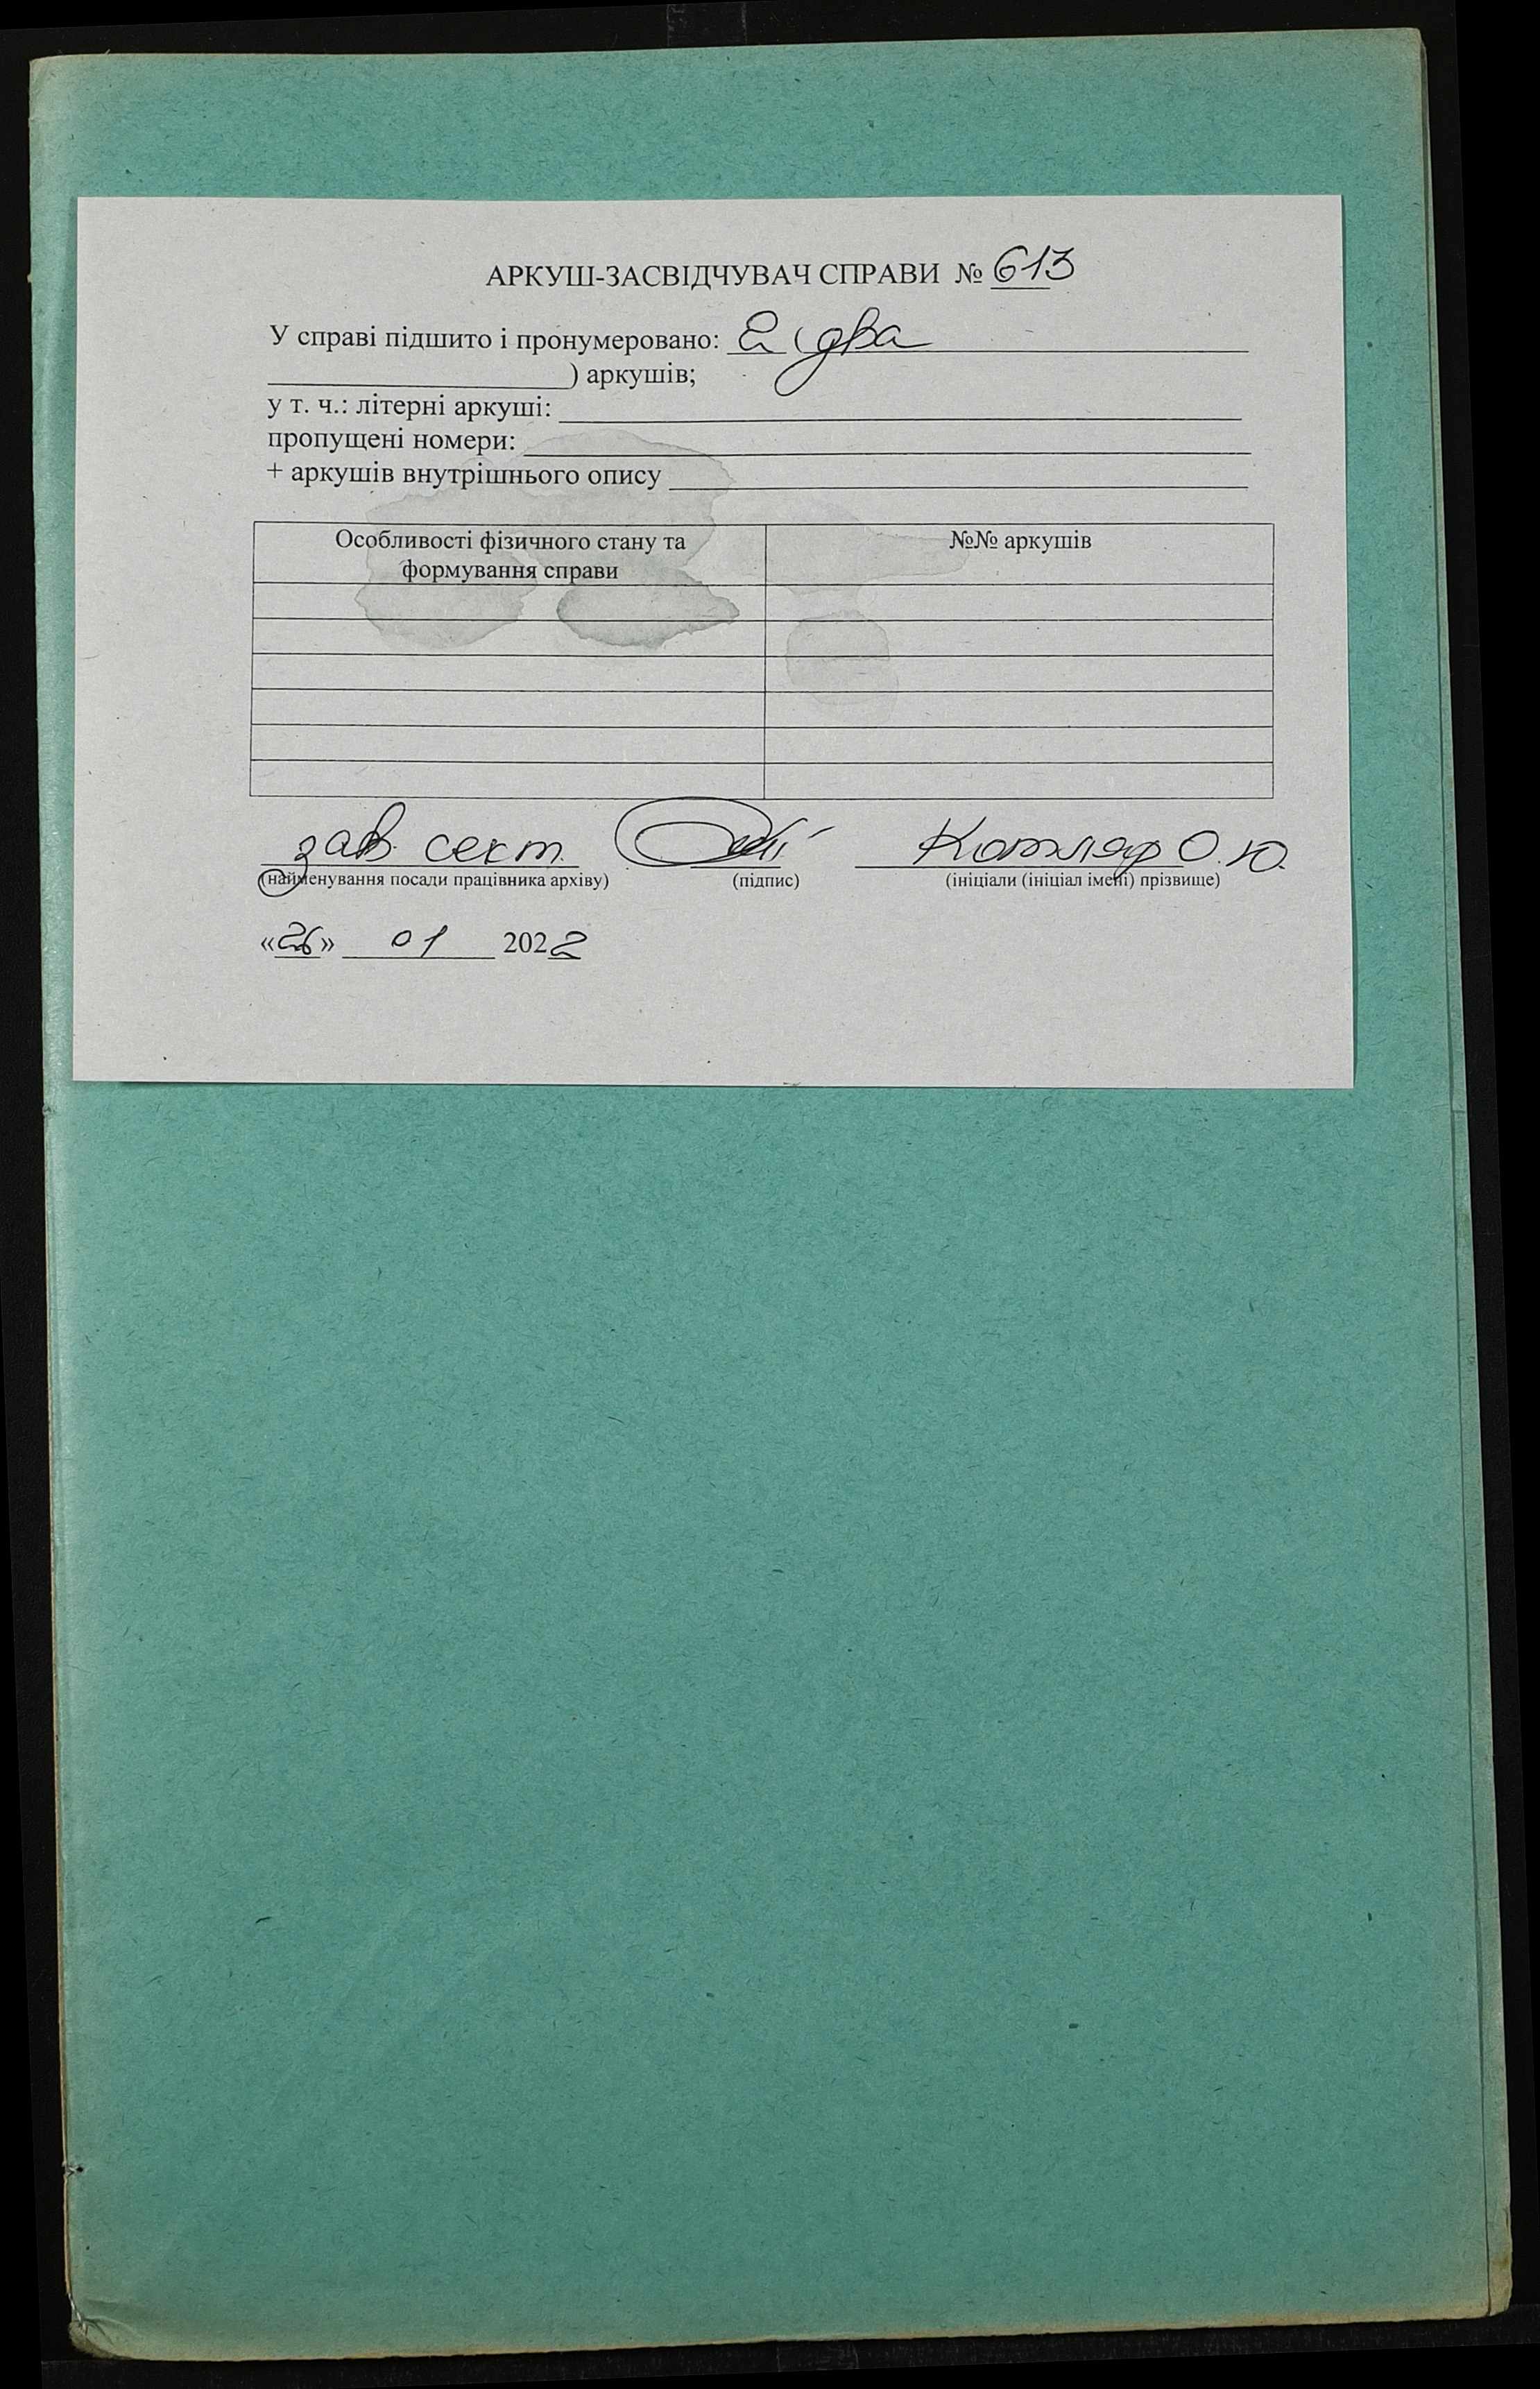 АРКУШ-ЗАСВІДЧУВАЧ СПРАВИ № 613
У справі підшито і пронумеровано: 2 (два
) аркушів;
у т. ч.: літерні аркуші:
пропущені номери:
+ аркушів внутрішнього опису
Особливості фізичного стану та
формування справи
№№ аркушів
зав. сект. Котляр О.Ю.
(найменування посади працівника архіву) (підпис) (ініціали (ініціал імені) прізвище)
«26» 01 2022